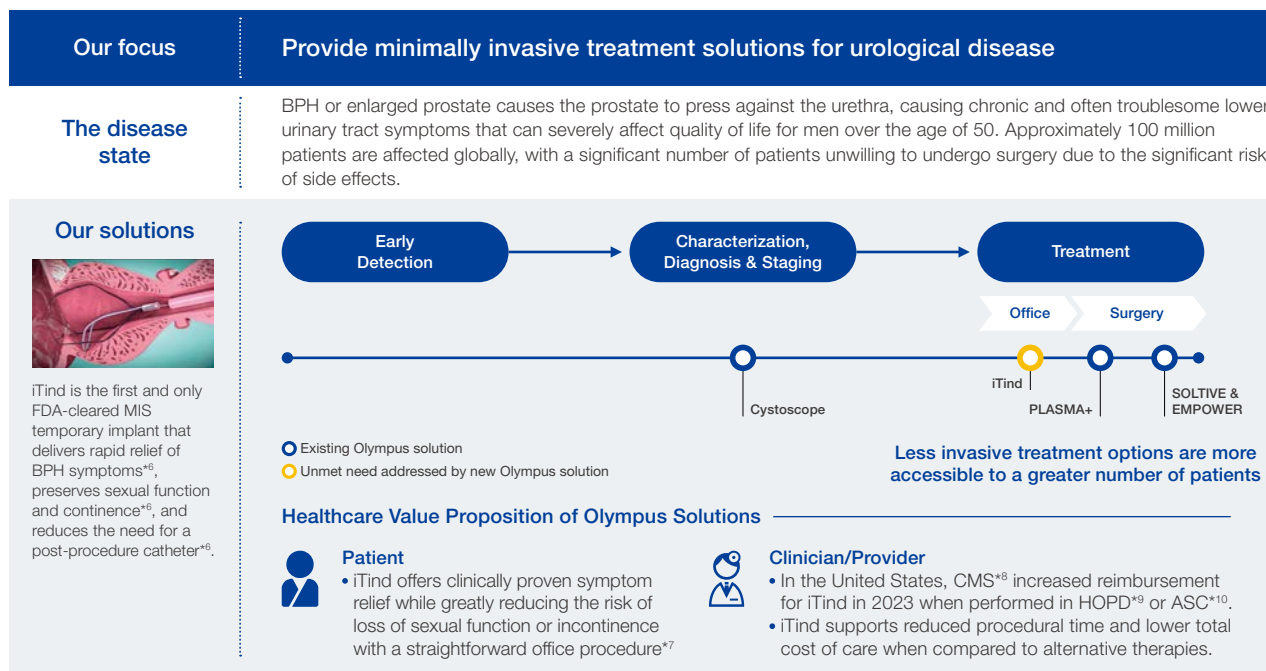 Our focus
Provide minimally invasive treatment solutions for urological disease
The disease
state
BPH or enlarged prostate causes the prostate to press against the urethra, causing chronic and often troublesome lower
urinary tract symptoms that can severely affect quality of life for men over the age of 50. Approximately 100 million
patients are affected globally, with a significant number of patients unwilling to undergo surgery due to the significant risk
of side effects.
Our solutions
iTind is the first and only
FDA-cleared MIS
temporary implant that
delivers rapid relief of
BPH symptoms*6,
preserves sexual function
and continence*6, and
reduces the need for a
post-procedure catheter*6.
Early
Detection
Characterization,
Diagnosis & Staging
Treatment
Office
Surgery
Cystoscope
iTind
PLASMA+
SOLTIVE &
EMPOWER
Existing Olympus solution
Unmet need addressed by new Olympus solution
Less invasive treatment options are more
accessible to a greater number of patients
Healthcare Value Proposition of Olympus Solutions
Patient
• iTind offers clinically proven symptom
relief while greatly reducing the risk of
loss of sexual function or incontinence
with a straightforward office procedure*7
Clinician/Provider
• In the United States, CMS*8 increased reimbursement
for iTind in 2023 when performed in HOPD*9 or ASC*10.
• iTind supports reduced procedural time and lower total
cost of care when compared to alternative therapies.